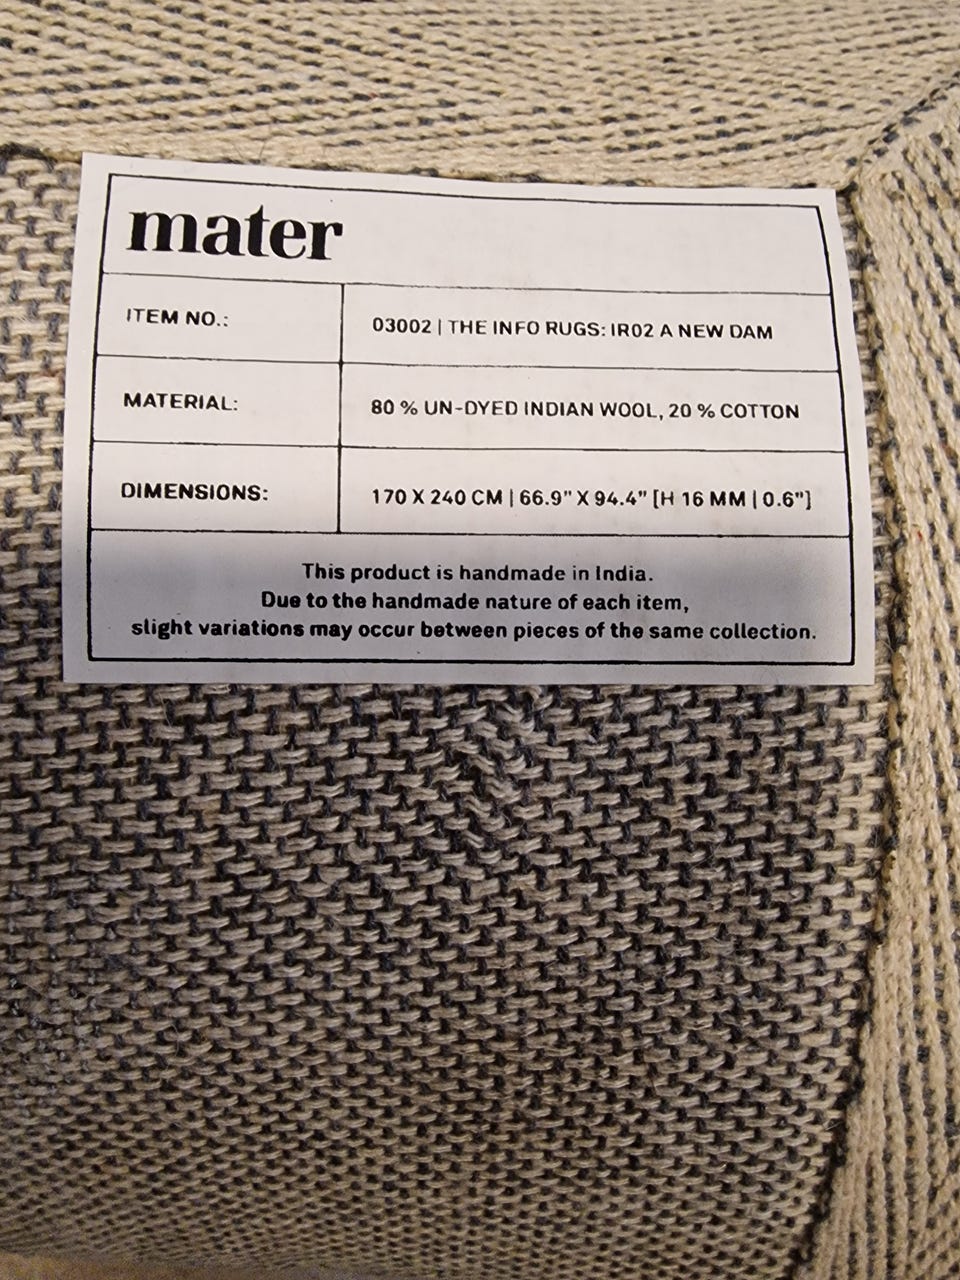 mater
ITEM NO.: 03002 | THE INFO RUGS: IR02 A NEW DAM
MATERIAL: 80 % UN-DYED INDIAN WOOL, 20 % COTTON
DIMENSIONS: 170 X 240 CM | 66.9" X 94.4" [H 16 MM | 0.6"]
This product is handmade in India.
Due to the handmade nature of each item,
slight variations may occur between pieces of the same collection.